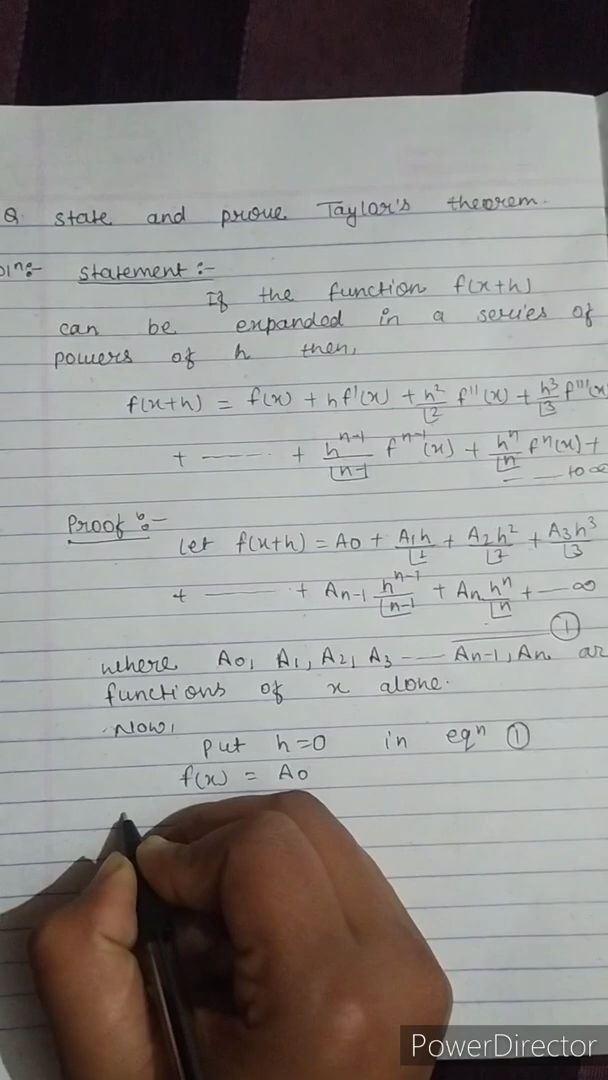 Q. state and prove Taylor's theorem.
oln:- Statement :-
If the function f(x+h)
can be expanded in a series of
powers of h then,
f(x+h) = f(x) + hf'(x) + h²/⌊2 f''(x) + h³/⌊3 f'''(x
+ ------ + hⁿ⁻¹/⌊n-1 fⁿ⁻¹(x) + hⁿ/⌊n fⁿ(x) +
--- to ∞
Proof :-
Let f(x+h) = A0 + A1h/⌊1 + A2h²/⌊2 + A3h³/⌊3
+ ------ + An-1 hⁿ⁻¹/⌊n-1 + An hⁿ/⌊n + --- ∞
①
where A0, A1, A2, A3 --- An-1, An ar
functions of x alone.
Now,
put h=0 in eqⁿ ①
f(x) = A0
PowerDirector